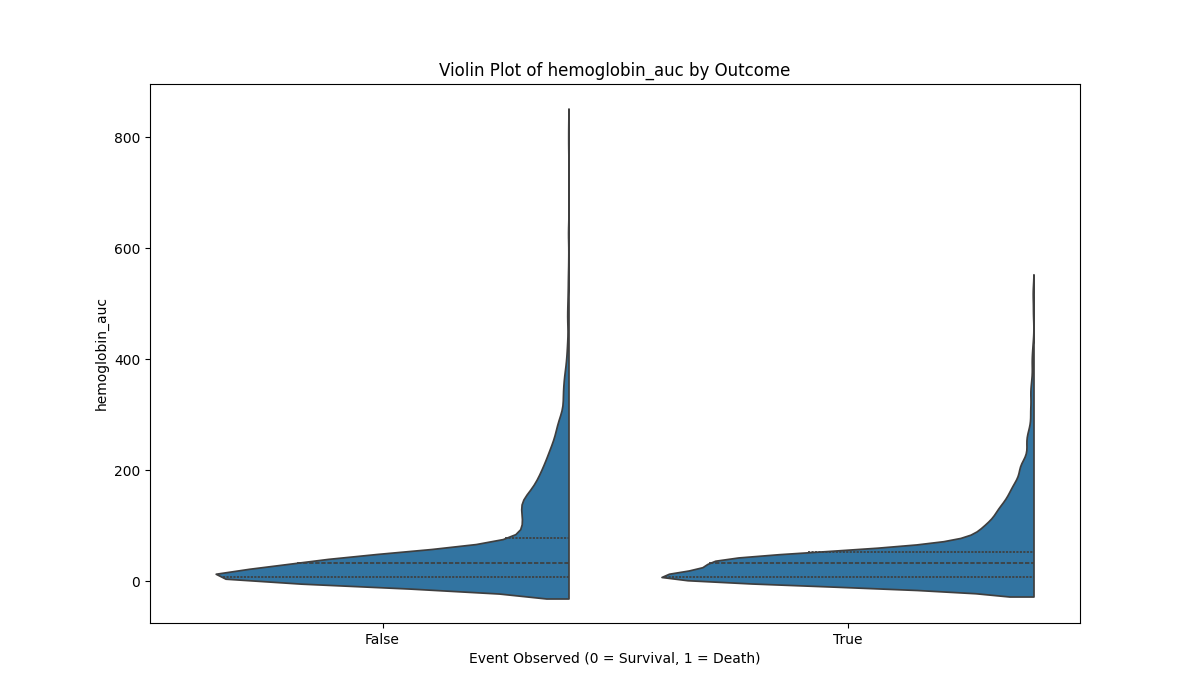 Violin Plot of hemoglobin_auc by Outcome
hemoglobin_auc
800
600
400
200
0
False
True
Event Observed (0 = Survival, 1 = Death)